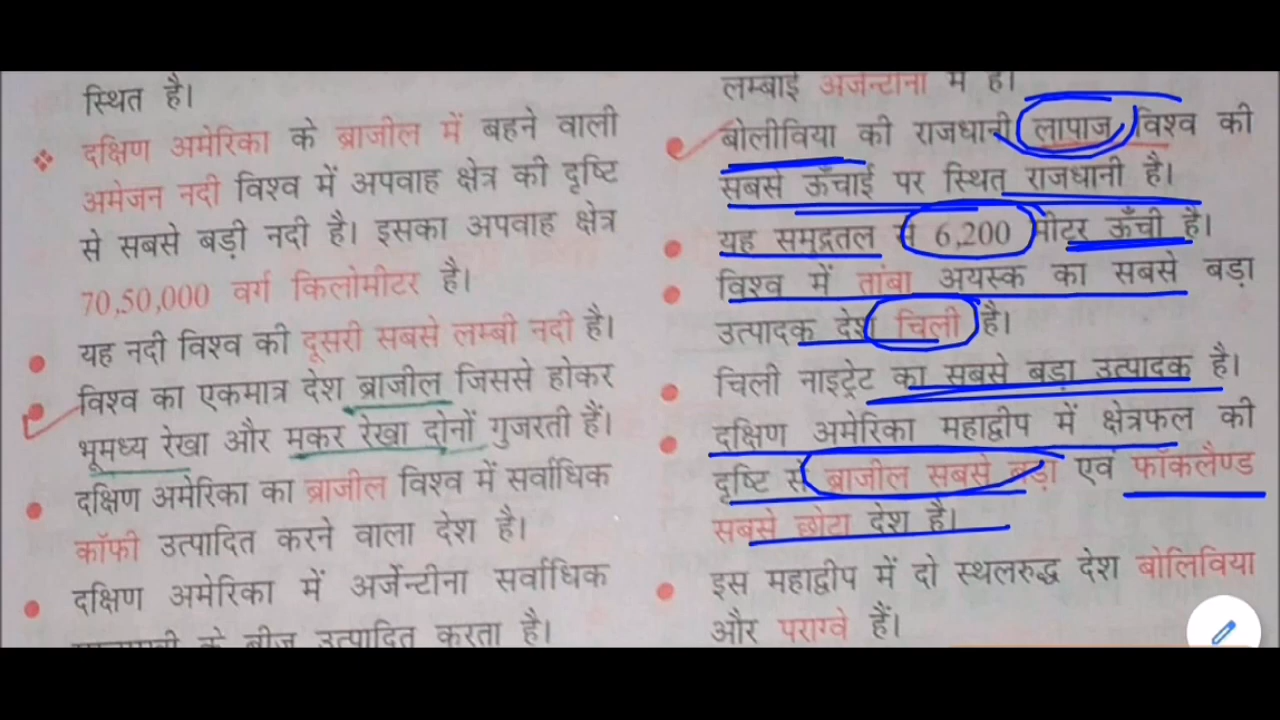 स्थित है।
दक्षिण अमेरिका के ब्राजील में बहने वाली
अमेजन नदी विश्व में अपवाह क्षेत्र की दृष्टि
से सबसे बड़ी नदी है। इसका अपवाह क्षेत्र
70,50,000 वर्ग किलोमीटर है।
यह नदी विश्व की दूसरी सबसे लम्बी नदी है।
विश्व का एकमात्र देश ब्राजील जिससे होकर
भूमध्य रेखा और मकर रेखा दोनों गुजरती हैं।
दक्षिण अमेरिका का ब्राजील विश्व में सर्वाधिक
कॉफी उत्पादित करने वाला देश है।
दक्षिण अमेरिका में अर्जेन्टीना सर्वाधिक
के बीज उत्पादित करता है।
लम्बाई अर्जेन्टीना में है।
बोलीविया की राजधानी लापाज विश्व की
सबसे ऊँचाई पर स्थित राजधानी है।
यह समुद्रतल से 6,200 मीटर ऊँची है।
विश्व में तांबा अयस्क का सबसे बड़ा
उत्पादक देश चिली है।
चिली नाइट्रेट का सबसे बड़ा उत्पादक है।
दक्षिण अमेरिका महाद्वीप में क्षेत्रफल की
दृष्टि से ब्राजील सबसे बड़ा एवं फॉकलैण्ड
सबसे छोटा देश है।
इस महाद्वीप में दो स्थलरुद्ध देश बोलिविया
और पराग्वे हैं।